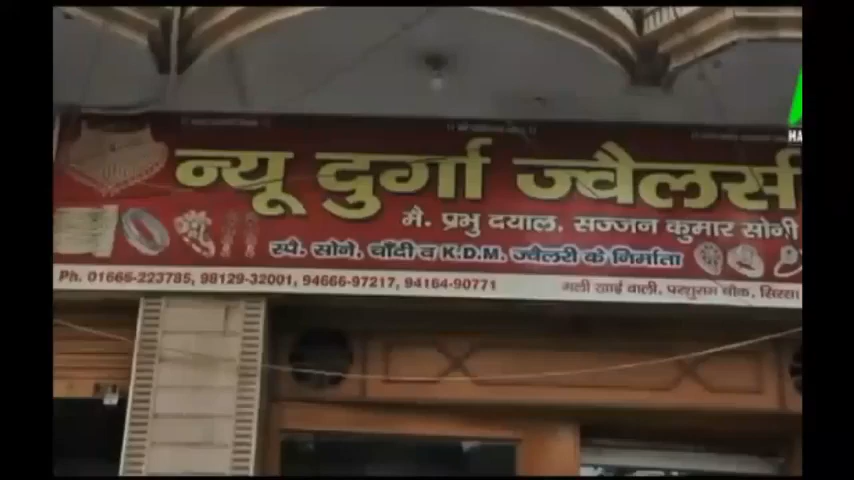 न्यू दुर्गा ज्वैलर्स
मै. प्रभु दयाल, सज्जन कुमार सोनी
स्पे. सोने, चाँदी व K.D.M. ज्वैलरी के निर्माता
Ph. 01666-223785, 98129-32001, 94666-97217, 94164-90771
गली खाई वाली, परशुराम चौक, सिरसा